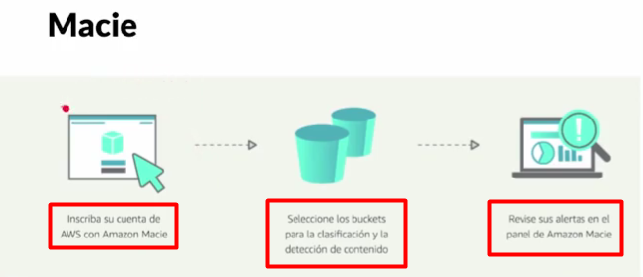 Macie
Inscriba su cuenta de
AWS con Amazon Macie
Seleccione los buckets
para la clasificación y la
detección de contenido
Revise sus alertas en el
panel de Amazon Macie